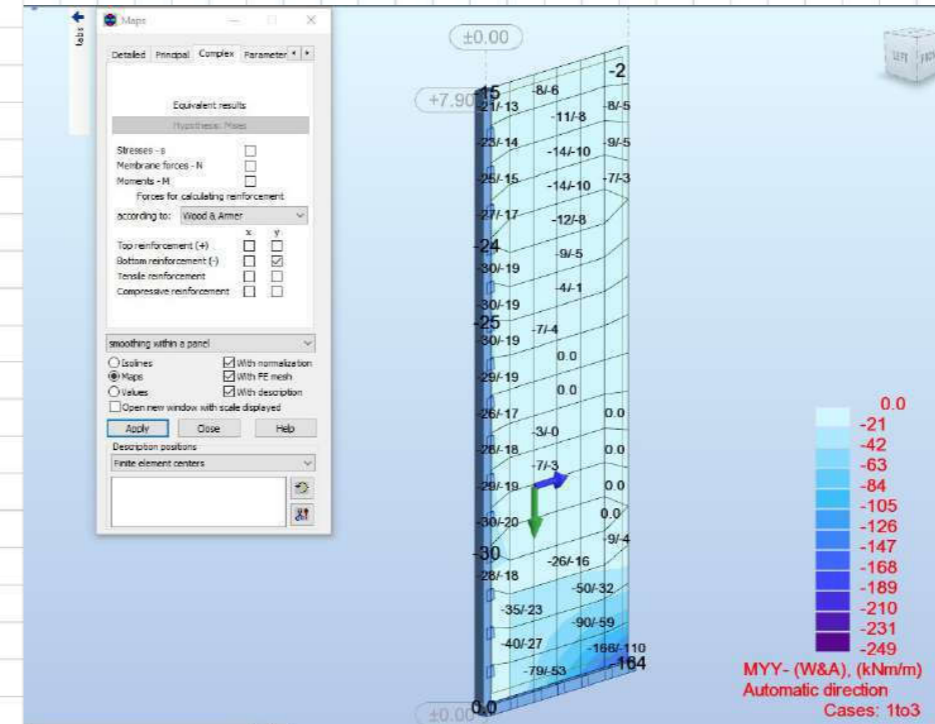 tabs
Maps
Detailed Principal Complex Parameter
Equivalent results
Hypothesis: Mises
Stresses - s
Membrane forces - N
Moments - M
Forces for calculating reinforcement
according to: Wood & Armer
x y
Top reinforcement (+)
Bottom reinforcement (-)
Tensile reinforcement
Compressive reinforcement
smoothing within a panel
Isolines With normalization
Maps With FE mesh
Values With description
Open new window with scale displayed
Apply Close Help
Description positions
Finite element centers
±0.00
LEFT
+7.90
-2
-15 -8/-6
-21/-13 -8/-5
-11/-8
-23/-14 -9/-5
-14/-10
-25/-15 -7/-3
-14/-10
-27/-17 -12/-8
-24 -9/-5
-30/-19
-4/-1
-30/-19
-25 -7/-4
-30/-19
0.0
-29/-19
0.0
-26/-17 0.0
-3/-0
-28/-18 0.0
-7/-3
-29/-19 0.0
-30/-20 0.0
-9/-4
-30 -26/-16
-28/-18
-50/-32
-35/-23
-90/-59
-40/-27 -166/-110
-79/-53 -164
0.0
±0.00
0.0
-21
-42
-63
-84
-105
-126
-147
-168
-189
-210
-231
-249
MYY- (W&A), (kNm/m)
Automatic direction
Cases: 1to3